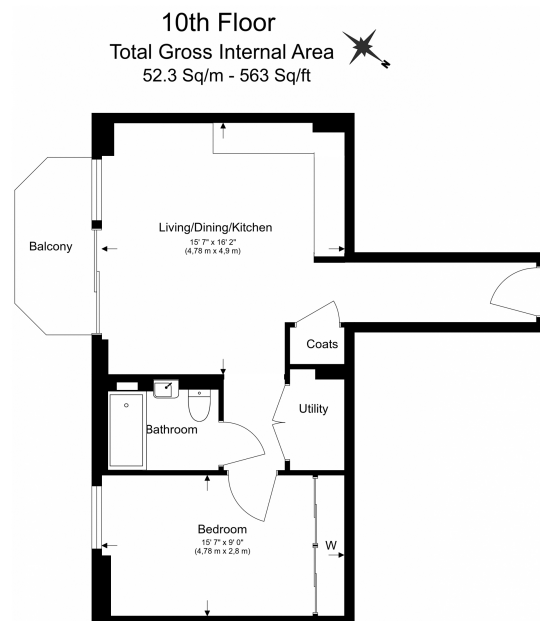 10th Floor
Total Gross Internal Area
52.3 Sq/m - 563 Sq/ft
N
Living/Dining/Kitchen
15' 7" x 16' 2"
(4,78 m x 4,9 m)
Balcony
Coats
Utility
Bathroom
Bedroom
15' 7" x 9' 0"
(4,78 m x 2,8 m)
W